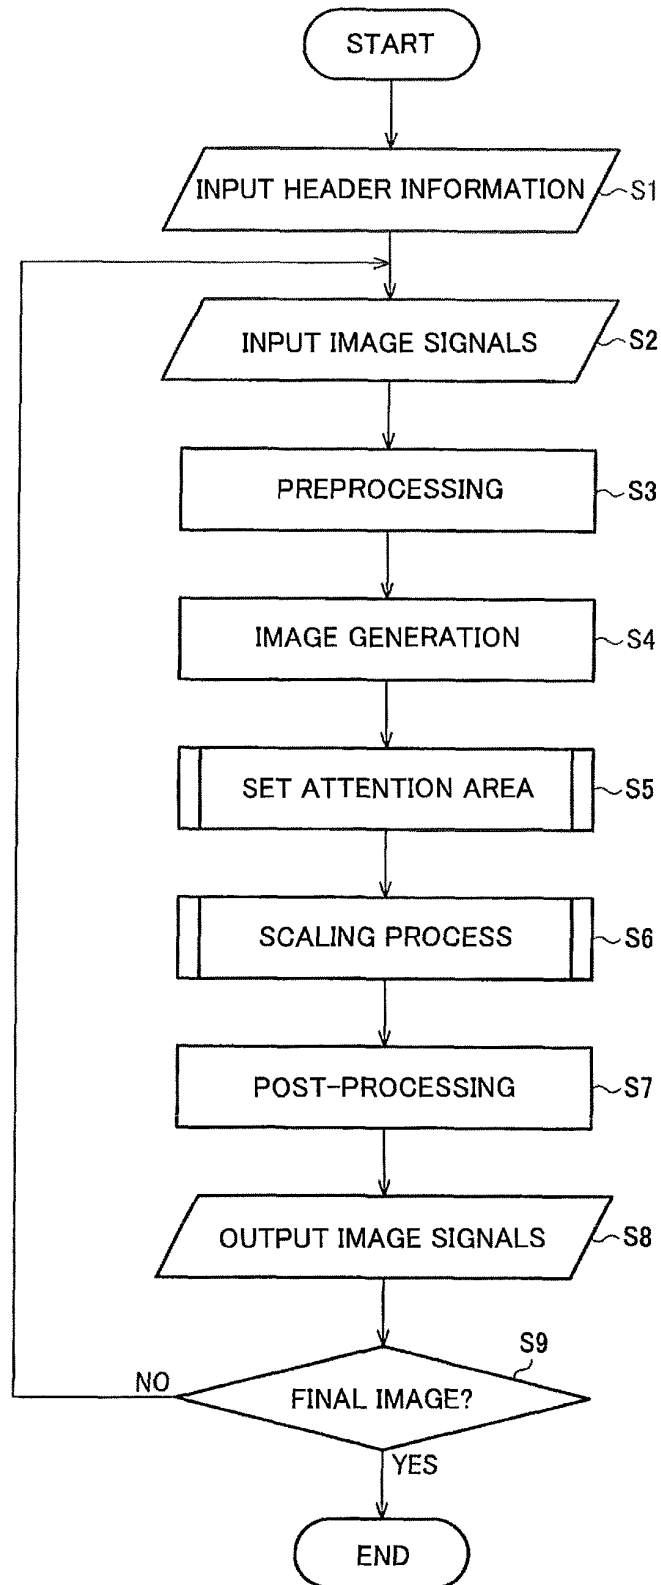 START
INPUT HEADER INFORMATION S1
INPUT IMAGE SIGNALS S2
PREPROCESSING S3
IMAGE GENERATION S4
SET ATTENTION AREA S5
SCALING PROCESS S6
POST-PROCESSING S7
OUTPUT IMAGE SIGNALS S8
S9
NO
FINAL IMAGE?
YES
END